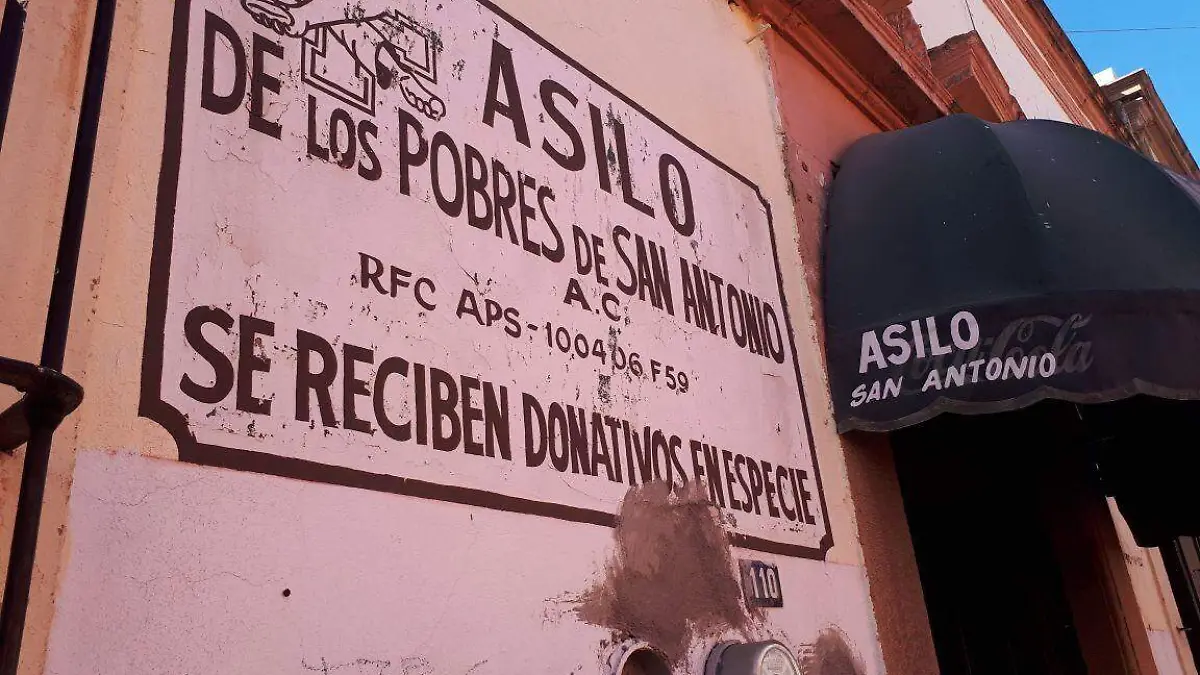 ASILO
DE LOS POBRES DE SAN ANTONIO
A.C.
RFC APS-100406 F59
SE RECIBEN DONATIVOS EN ESPECIE
110
ASILO
SAN ANTONIO